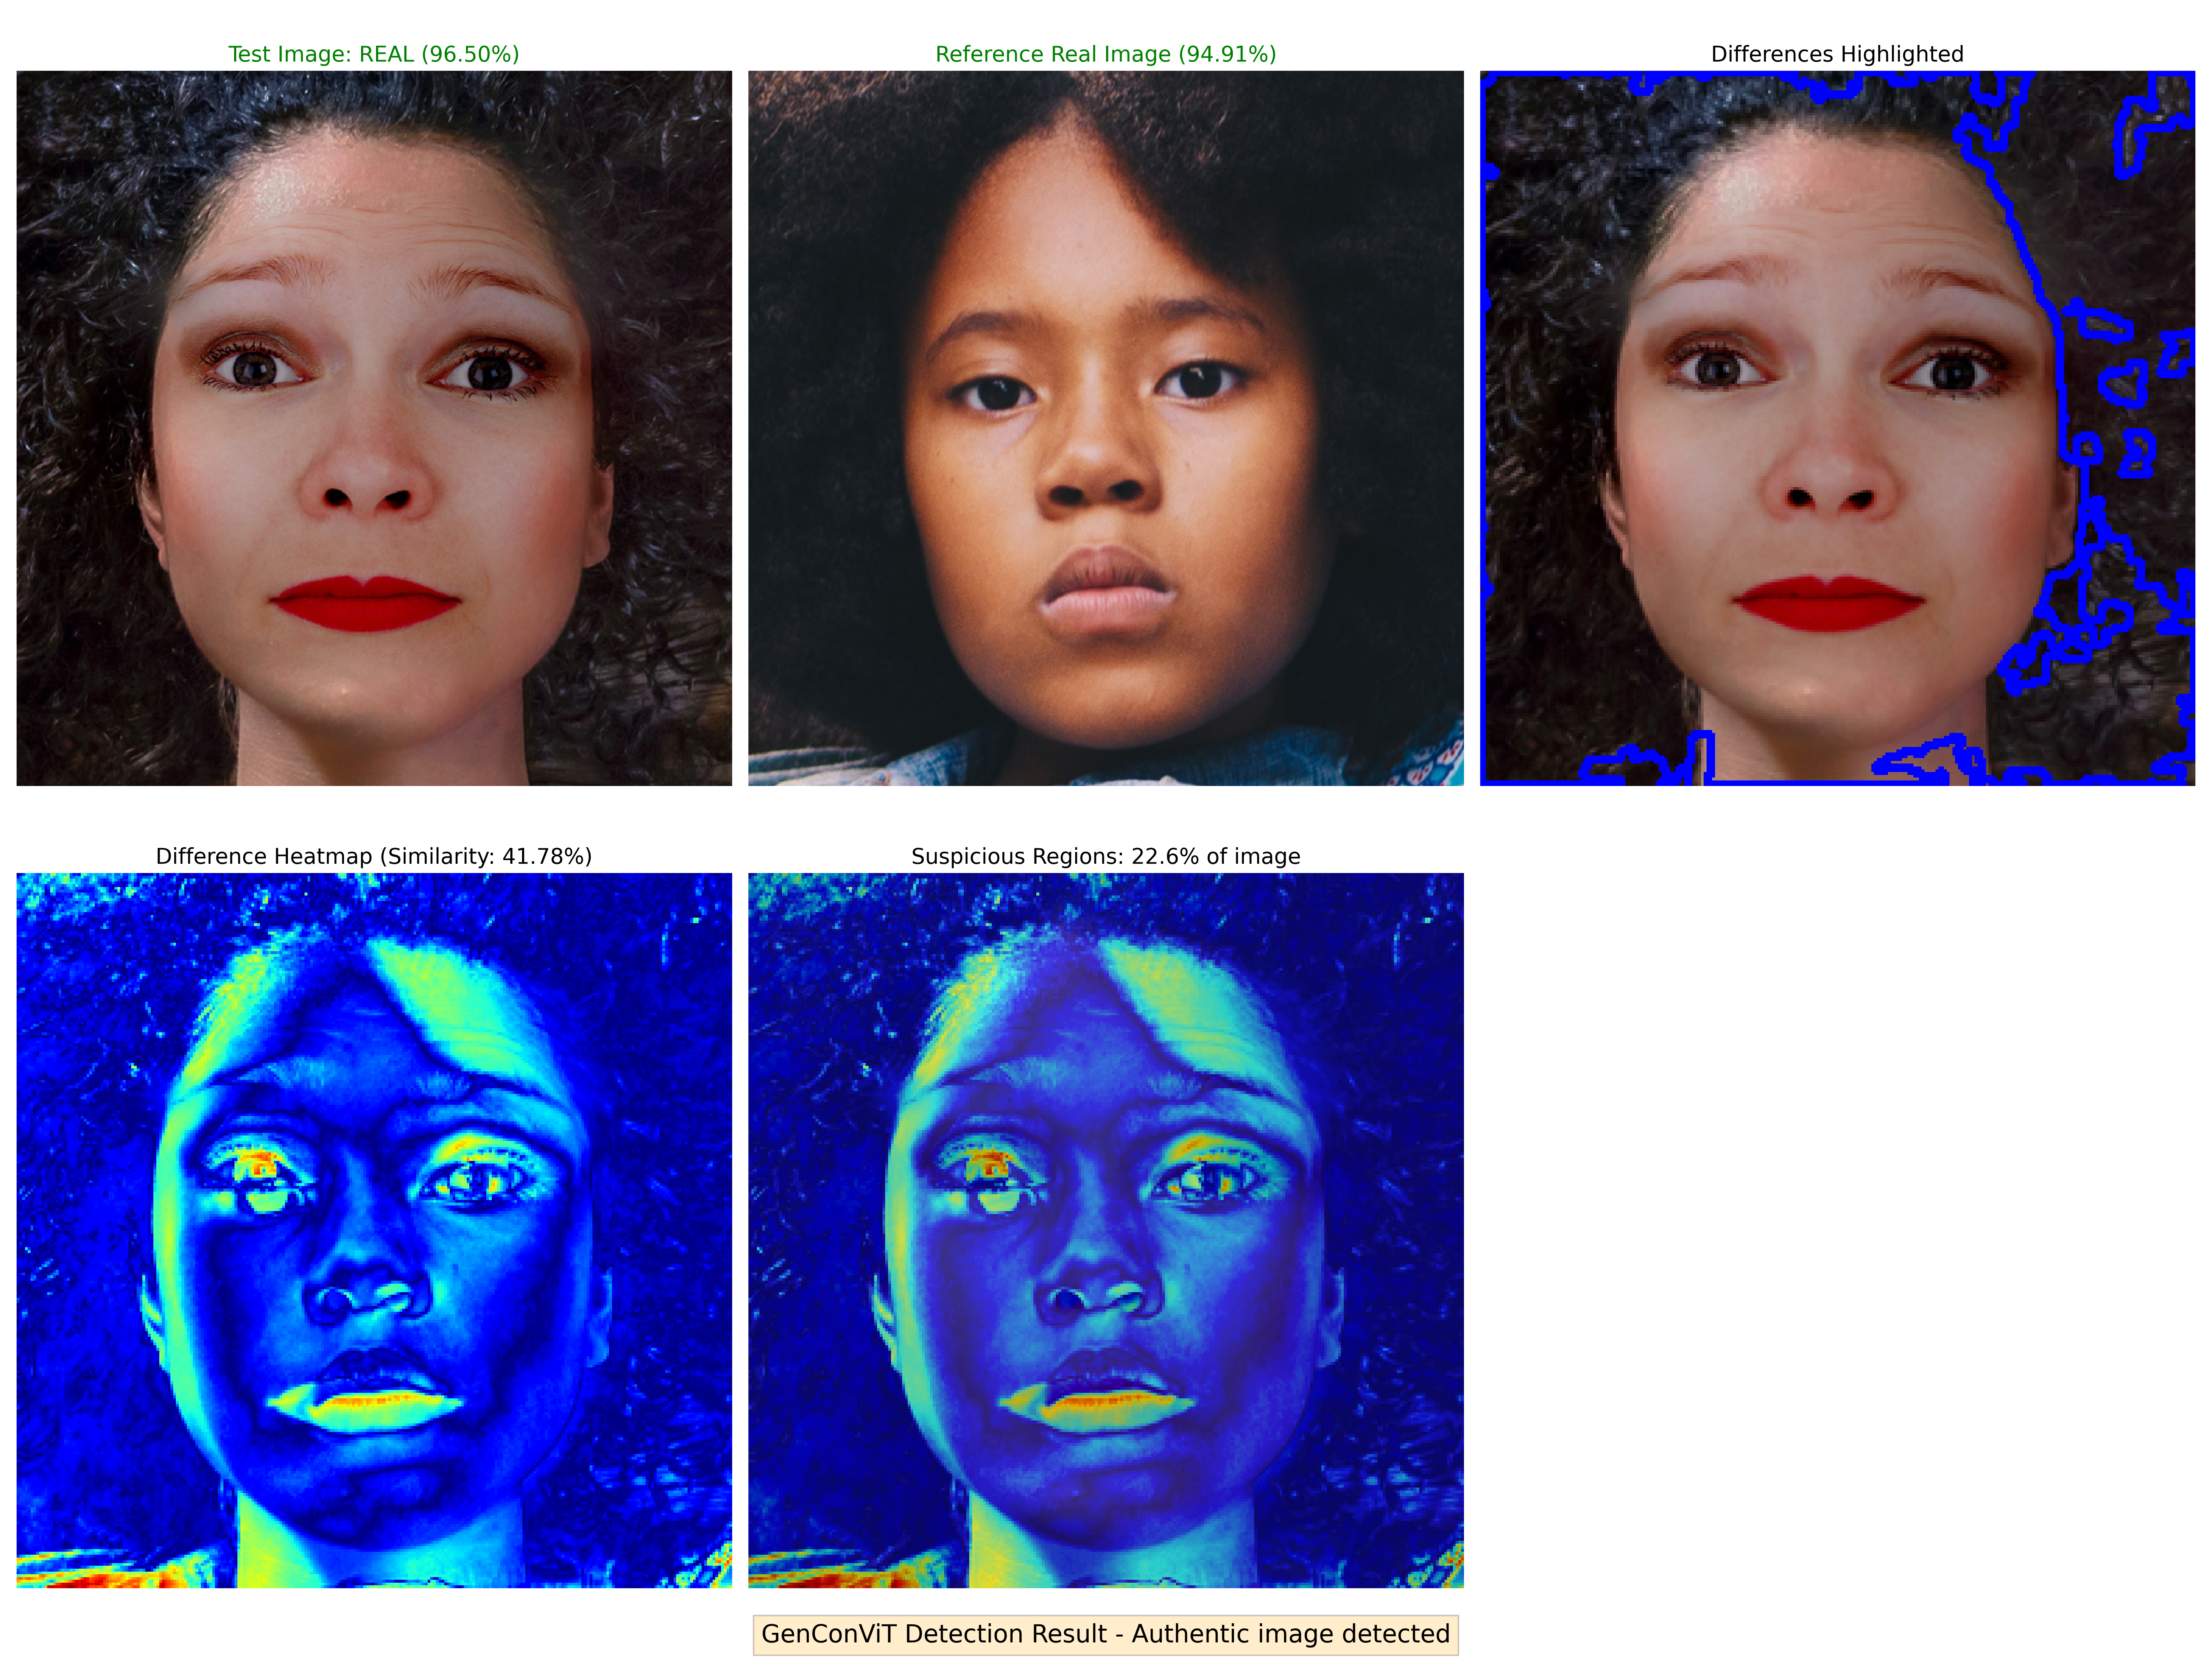 Test Image: REAL (96.50%)
Reference Real Image (94.91%)
Differences Highlighted
Difference Heatmap (Similarity: 41.78%)
Suspicious Regions: 22.6% of image
GenConViT Detection Result - Authentic image detected